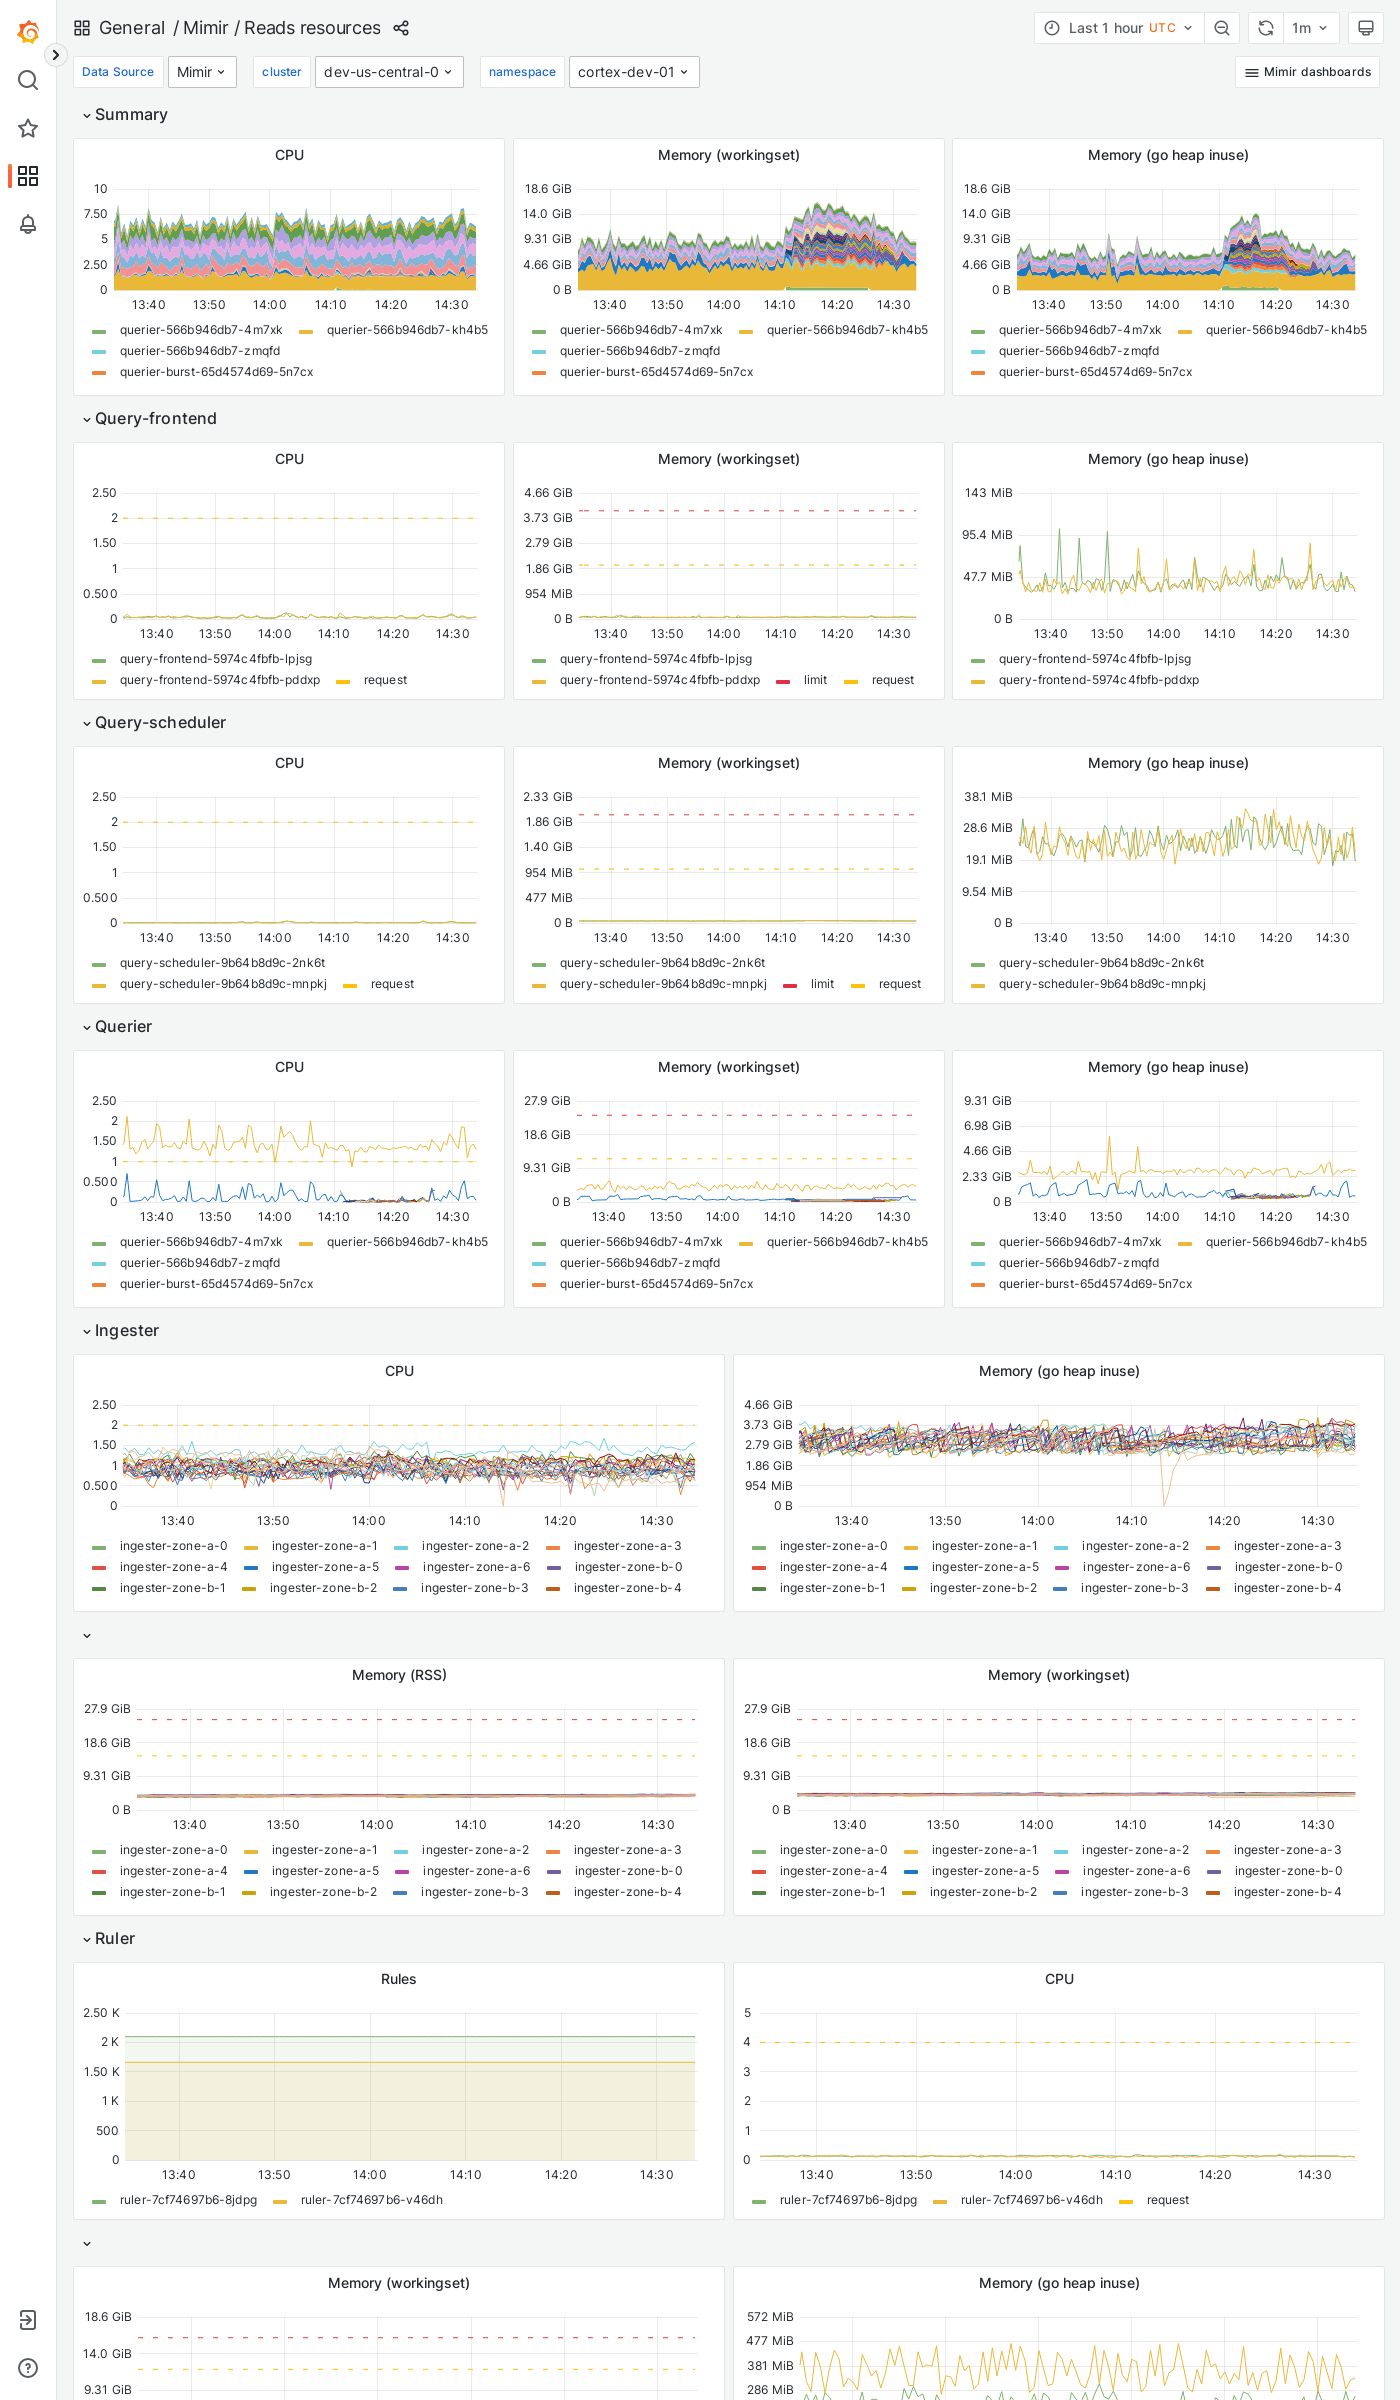 General / Mimir / Reads resources
Last 1 hour UTC
1m
Data Source Mimir cluster dev-us-central-0 namespace cortex-dev-01
Mimir dashboards
Summary
CPU
10
7.50
5
2.50
0
13:40 13:50 14:00 14:10 14:20 14:30
querier-566b946db7-4m7xk querier-566b946db7-kh4b5
querier-566b946db7-zmqfd
querier-burst-65d4574d69-5n7cx
Memory (workingset)
18.6 GiB
14.0 GiB
9.31 GiB
4.66 GiB
0 B
13:40 13:50 14:00 14:10 14:20 14:30
querier-566b946db7-4m7xk querier-566b946db7-kh4b5
querier-566b946db7-zmqfd
querier-burst-65d4574d69-5n7cx
Memory (go heap inuse)
18.6 GiB
14.0 GiB
9.31 GiB
4.66 GiB
0 B
13:40 13:50 14:00 14:10 14:20 14:30
querier-566b946db7-4m7xk querier-566b946db7-kh4b5
querier-566b946db7-zmqfd
querier-burst-65d4574d69-5n7cx
Query-frontend
CPU
2.50
2
1.50
1
0.500
0
13:40 13:50 14:00 14:10 14:20 14:30
query-frontend-5974c4fbfb-lpjsg
query-frontend-5974c4fbfb-pddxp request
Memory (workingset)
4.66 GiB
3.73 GiB
2.79 GiB
1.86 GiB
954 MiB
0 B
13:40 13:50 14:00 14:10 14:20 14:30
query-frontend-5974c4fbfb-lpjsg
query-frontend-5974c4fbfb-pddxp limit request
Memory (go heap inuse)
143 MiB
95.4 MiB
47.7 MiB
0 B
13:40 13:50 14:00 14:10 14:20 14:30
query-frontend-5974c4fbfb-lpjsg
query-frontend-5974c4fbfb-pddxp
Query-scheduler
CPU
2.50
2
1.50
1
0.500
0
13:40 13:50 14:00 14:10 14:20 14:30
query-scheduler-9b64b8d9c-2nk6t
query-scheduler-9b64b8d9c-mnpkj request
Memory (workingset)
2.33 GiB
1.86 GiB
1.40 GiB
954 MiB
477 MiB
0 B
13:40 13:50 14:00 14:10 14:20 14:30
query-scheduler-9b64b8d9c-2nk6t
query-scheduler-9b64b8d9c-mnpkj limit request
Memory (go heap inuse)
38.1 MiB
28.6 MiB
19.1 MiB
9.54 MiB
0 B
13:40 13:50 14:00 14:10 14:20 14:30
query-scheduler-9b64b8d9c-2nk6t
query-scheduler-9b64b8d9c-mnpkj
Querier
CPU
2.50
2
1.50
1
0.500
0
13:40 13:50 14:00 14:10 14:20 14:30
querier-566b946db7-4m7xk querier-566b946db7-kh4b5
querier-566b946db7-zmqfd
querier-burst-65d4574d69-5n7cx
Memory (workingset)
27.9 GiB
18.6 GiB
9.31 GiB
0 B
13:40 13:50 14:00 14:10 14:20 14:30
querier-566b946db7-4m7xk querier-566b946db7-kh4b5
querier-566b946db7-zmqfd
querier-burst-65d4574d69-5n7cx
Memory (go heap inuse)
9.31 GiB
6.98 GiB
4.66 GiB
2.33 GiB
0 B
13:40 13:50 14:00 14:10 14:20 14:30
querier-566b946db7-4m7xk querier-566b946db7-kh4b5
querier-566b946db7-zmqfd
querier-burst-65d4574d69-5n7cx
Ingester
CPU
2.50
2
1.50
1
0.500
0
13:40 13:50 14:00 14:10 14:20 14:30
ingester-zone-a-0 ingester-zone-a-1 ingester-zone-a-2 ingester-zone-a-3
ingester-zone-a-4 ingester-zone-a-5 ingester-zone-a-6 ingester-zone-b-0
ingester-zone-b-1 ingester-zone-b-2 ingester-zone-b-3 ingester-zone-b-4
Memory (go heap inuse)
4.66 GiB
3.73 GiB
2.79 GiB
1.86 GiB
954 MiB
0 B
13:40 13:50 14:00 14:10 14:20 14:30
ingester-zone-a-0 ingester-zone-a-1 ingester-zone-a-2 ingester-zone-a-3
ingester-zone-a-4 ingester-zone-a-5 ingester-zone-a-6 ingester-zone-b-0
ingester-zone-b-1 ingester-zone-b-2 ingester-zone-b-3 ingester-zone-b-4
Memory (RSS)
27.9 GiB
18.6 GiB
9.31 GiB
0 B
13:40 13:50 14:00 14:10 14:20 14:30
ingester-zone-a-0 ingester-zone-a-1 ingester-zone-a-2 ingester-zone-a-3
ingester-zone-a-4 ingester-zone-a-5 ingester-zone-a-6 ingester-zone-b-0
ingester-zone-b-1 ingester-zone-b-2 ingester-zone-b-3 ingester-zone-b-4
Memory (workingset)
27.9 GiB
18.6 GiB
9.31 GiB
0 B
13:40 13:50 14:00 14:10 14:20 14:30
ingester-zone-a-0 ingester-zone-a-1 ingester-zone-a-2 ingester-zone-a-3
ingester-zone-a-4 ingester-zone-a-5 ingester-zone-a-6 ingester-zone-b-0
ingester-zone-b-1 ingester-zone-b-2 ingester-zone-b-3 ingester-zone-b-4
Ruler
Rules
2.50 K
2 K
1.50 K
1 K
500
0
13:40 13:50 14:00 14:10 14:20 14:30
ruler-7cf74697b6-8jdpg ruler-7cf74697b6-v46dh
CPU
5
4
3
2
1
0
13:40 13:50 14:00 14:10 14:20 14:30
ruler-7cf74697b6-8jdpg ruler-7cf74697b6-v46dh request
Memory (workingset)
18.6 GiB
14.0 GiB
9.31 GiB
Memory (go heap inuse)
572 MiB
477 MiB
381 MiB
286 MiB